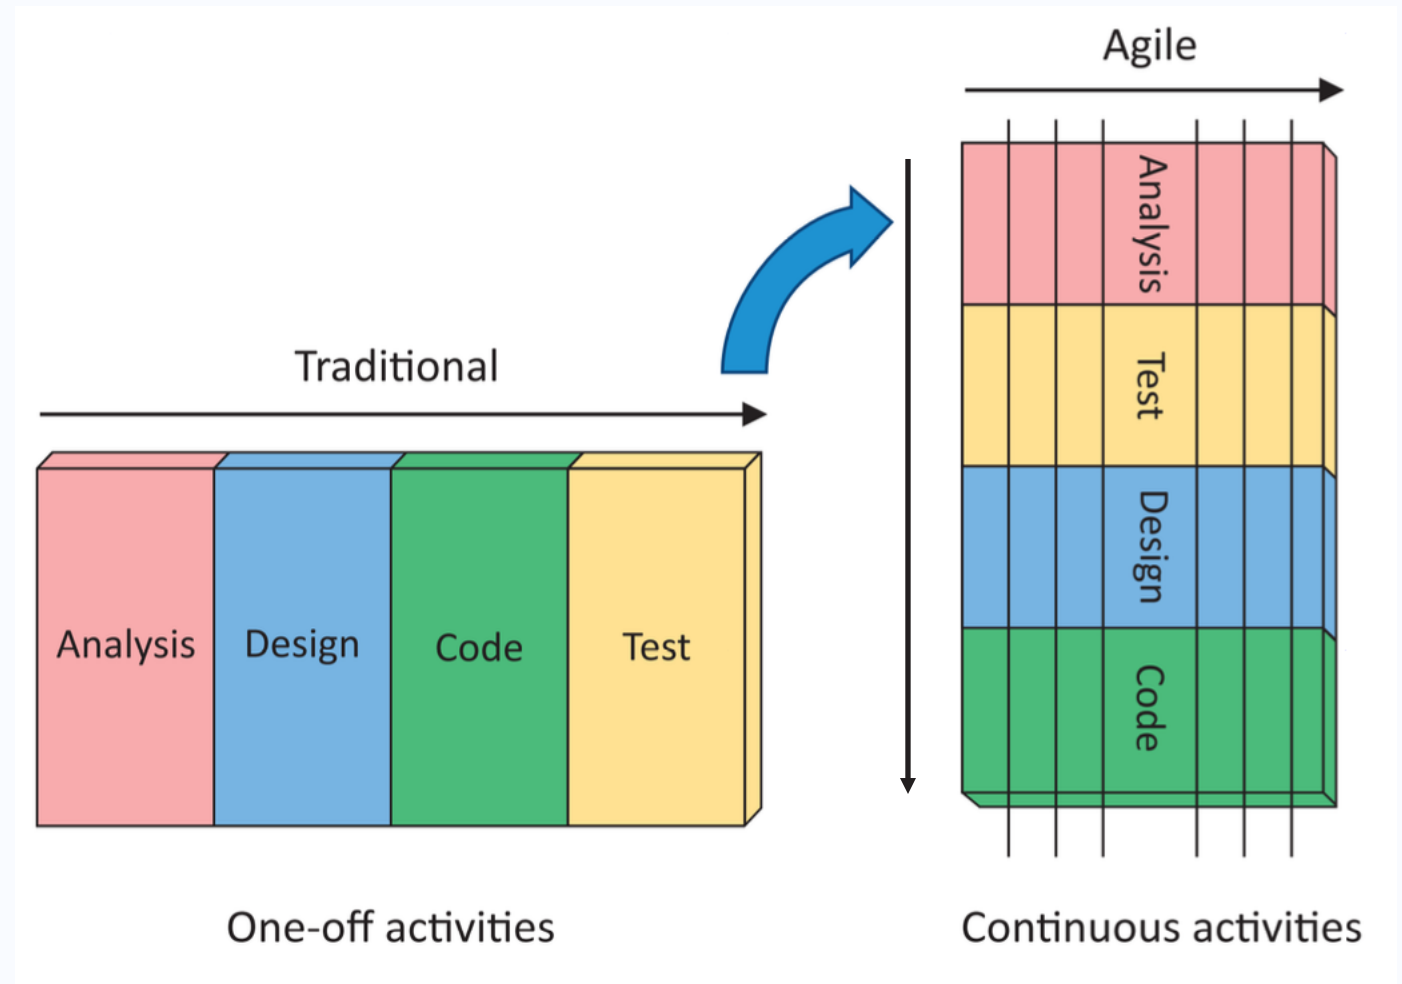 Agile
Analysis
Test
Design
Code
Traditional
Analysis
Design
Code
Test
One-off activities
Continuous activities